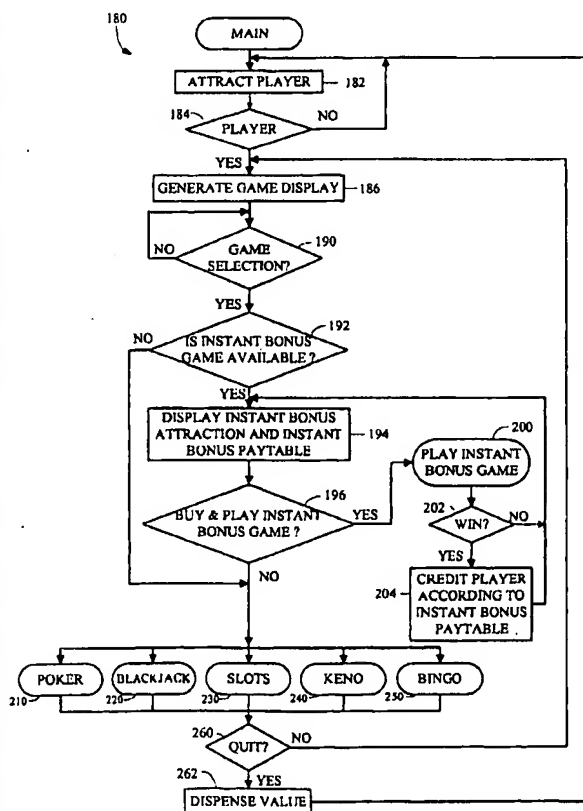 180
MAIN
ATTRACT PLAYER
182
184
PLAYER
NO
YES
GENERATE GAME DISPLAY
186
190
NO
GAME
SELECTION?
YES
192
NO
IS INSTANT BONUS
GAME AVAILABLE ?
YES
DISPLAY INSTANT BONUS
ATTRACTION AND INSTANT
BONUS PAYTABLE
194
200
PLAY INSTANT
BONUS GAME
196
BUY & PLAY INSTANT
BONUS GAME ?
YES
202
WIN?
NO
YES
NO
204
CREDIT PLAYER
ACCORDING TO
INSTANT BONUS
PAYTABLE
POKER
BLACKJACK
SLOTS
KENO
BINGO
210
220
230
240
250
260
QUIT?
NO
YES
262
DISPENSE VALUE